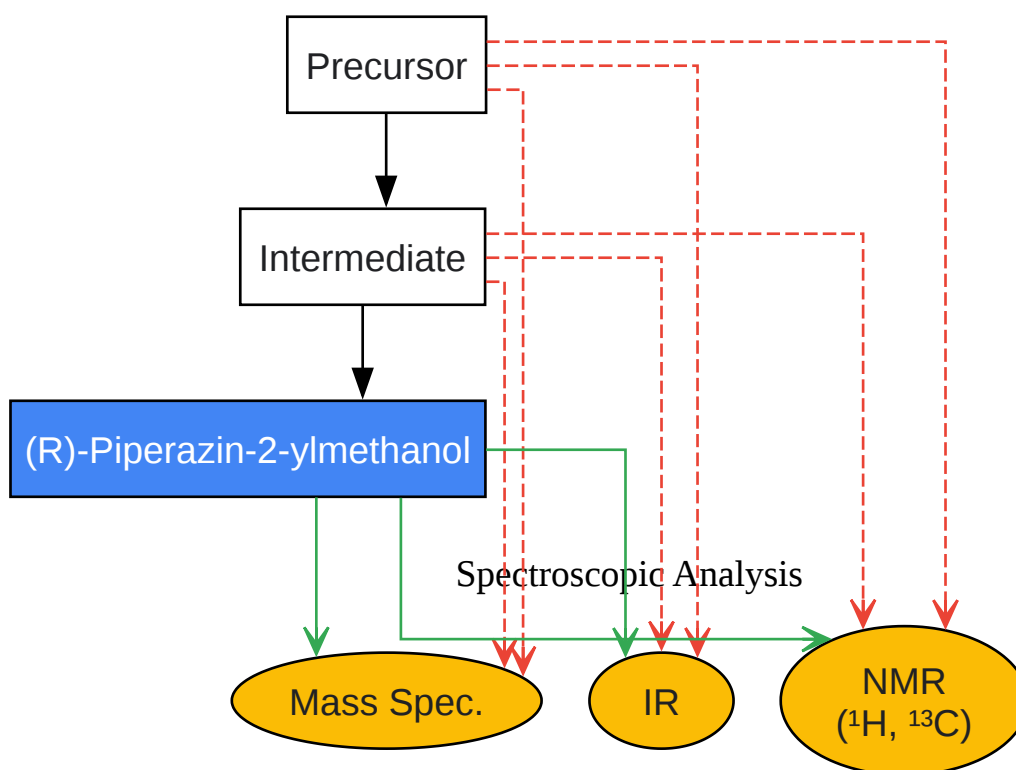 Precursor
Intermediate
(R)-Piperazin-2-ylmethanol
Spectroscopic Analysis
Mass Spec.
IR
NMR
(¹H, ¹³C)